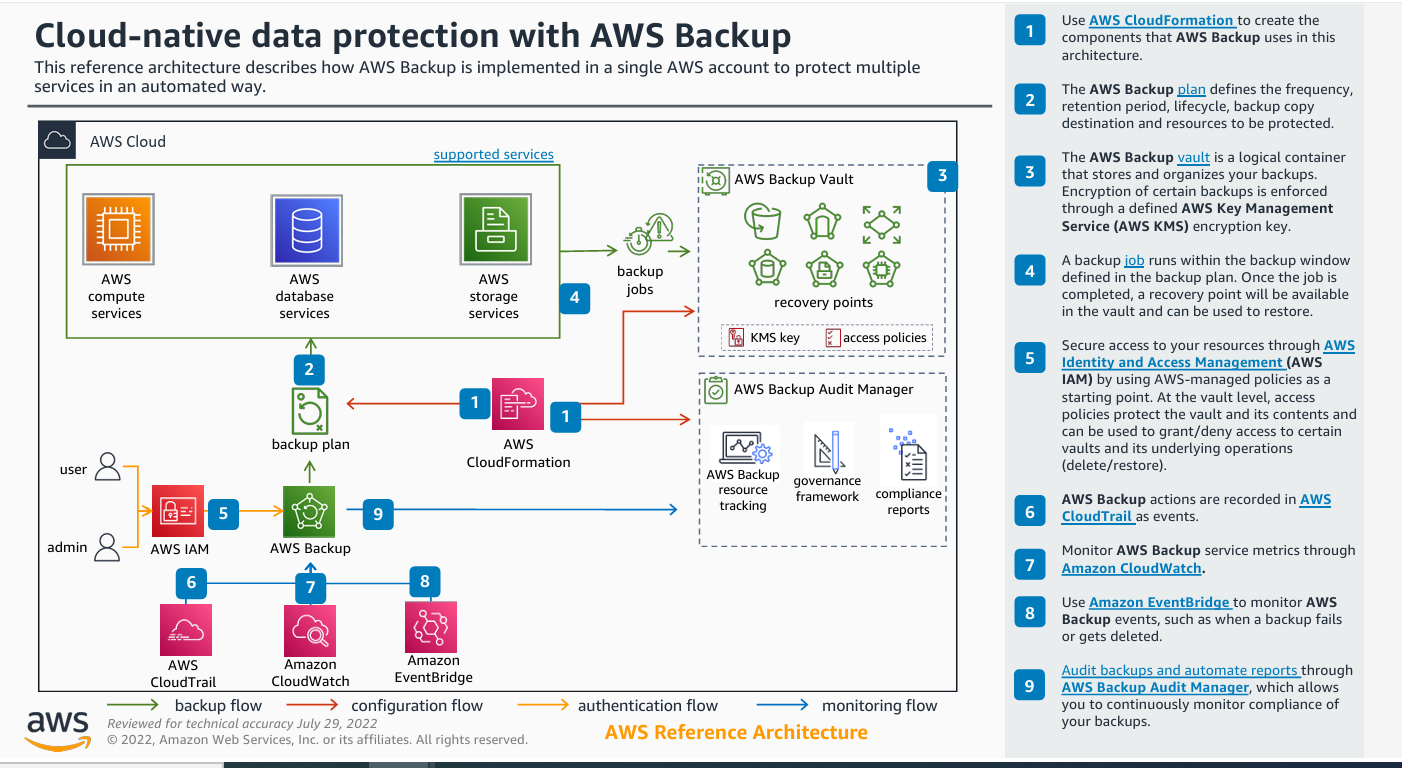 Cloud-native data protection with AWS Backup
This reference architecture describes how AWS Backup is implemented in a single AWS account to protect multiple
services in an automated way.
AWS Cloud
supported services
AWS
compute
services
AWS
database
services
AWS
storage
services
4
backup
jobs
AWS Backup Vault
3
recovery points
KMS key
access policies
2
backup plan
1
AWS
CloudFormation
1
AWS Backup Audit Manager
AWS Backup
resource
tracking
governance
framework
compliance
reports
user
admin
AWS IAM
5
AWS Backup
9
6
7
8
AWS
CloudTrail
Amazon
CloudWatch
Amazon
EventBridge
backup flow
configuration flow
authentication flow
monitoring flow
aws
Reviewed for technical accuracy July 29, 2022
© 2022, Amazon Web Services, Inc. or its affiliates. All rights reserved.
AWS Reference Architecture
1
Use AWS CloudFormation to create the
components that AWS Backup uses in this
architecture.
2
The AWS Backup plan defines the frequency,
retention period, lifecycle, backup copy
destination and resources to be protected.
3
The AWS Backup vault is a logical container
that stores and organizes your backups.
Encryption of certain backups is enforced
through a defined AWS Key Management
Service (AWS KMS) encryption key.
4
A backup job runs within the backup window
defined in the backup plan. Once the job is
completed, a recovery point will be available
in the vault and can be used to restore.
5
Secure access to your resources through AWS
Identity and Access Management (AWS
IAM) by using AWS-managed policies as a
starting point. At the vault level, access
policies protect the vault and its contents and
can be used to grant/deny access to certain
vaults and its underlying operations
(delete/restore).
6
AWS Backup actions are recorded in AWS
CloudTrail as events.
7
Monitor AWS Backup service metrics through
Amazon CloudWatch.
8
Use Amazon EventBridge to monitor AWS
Backup events, such as when a backup fails
or gets deleted.
9
Audit backups and automate reports through
AWS Backup Audit Manager, which allows
you to continuously monitor compliance of
your backups.